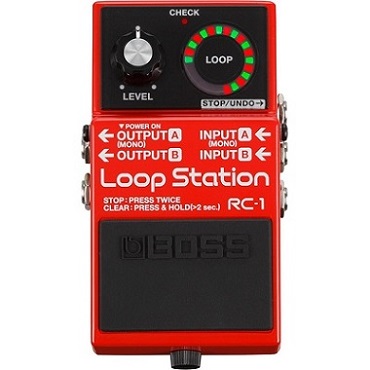 CHECK
LOOP
LEVEL
STOP/UNDO→
▼POWER ON
←OUTPUT A
(MONO)
INPUT A←
(MONO)
←OUTPUT B
INPUT B←
Loop Station
STOP: PRESS TWICE
CLEAR: PRESS & HOLD(>2 sec.)
RC-1
BOSS